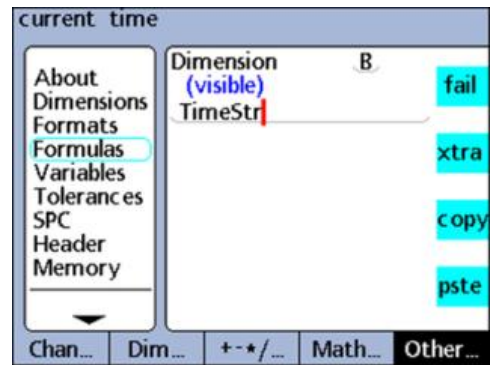 current time
About
Dimensions
Formats
Formulas
Variables
Tolerances
SPC
Header
Memory
Dimension B
(visible)
TimeStr
fail
xtra
copy
pste
Chan... Dim... +-*/... Math... Other...